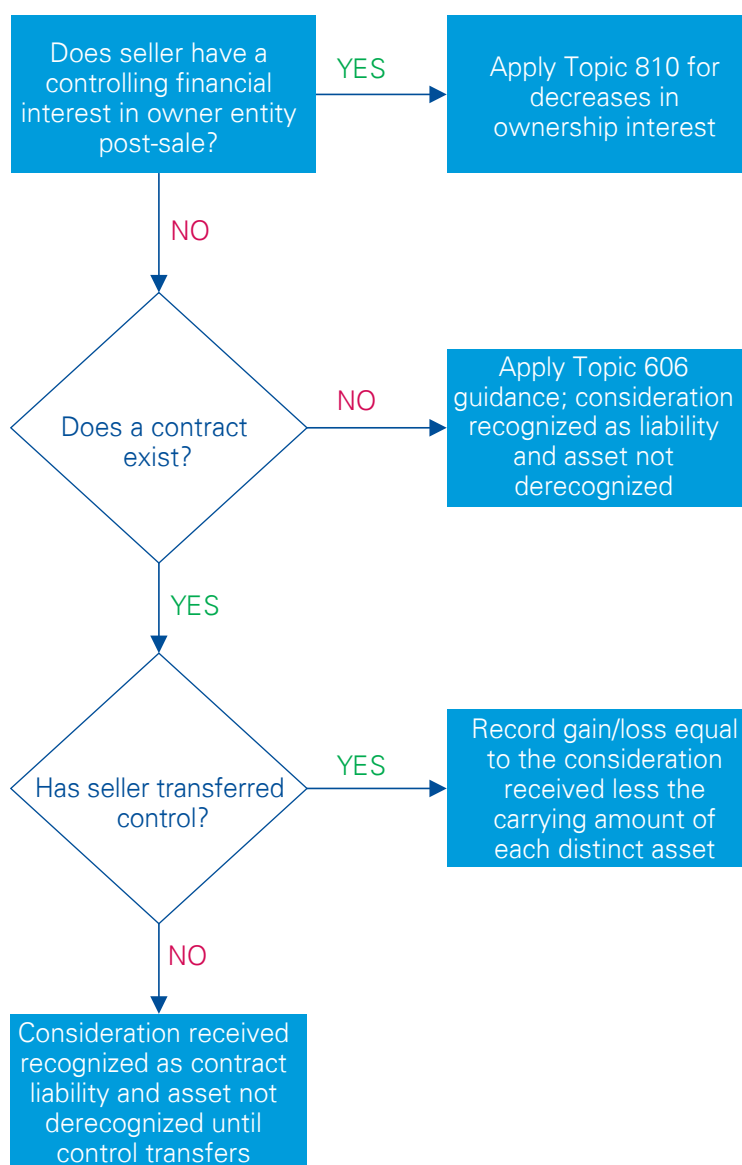 Does seller have a
controlling financial
interest in owner entity
post-sale?
YES
Apply Topic 810 for
decreases in
ownership interest
NO
Does a contract
exist?
NO
Apply Topic 606
guidance; consideration
recognized as liability
and asset not
derecognized
YES
Has seller transferred
control?
YES
Record gain/loss equal
to the consideration
received less the
carrying amount of
each distinct asset
NO
Consideration received
recognized as contract
liability and asset not
derecognized until
control transfers